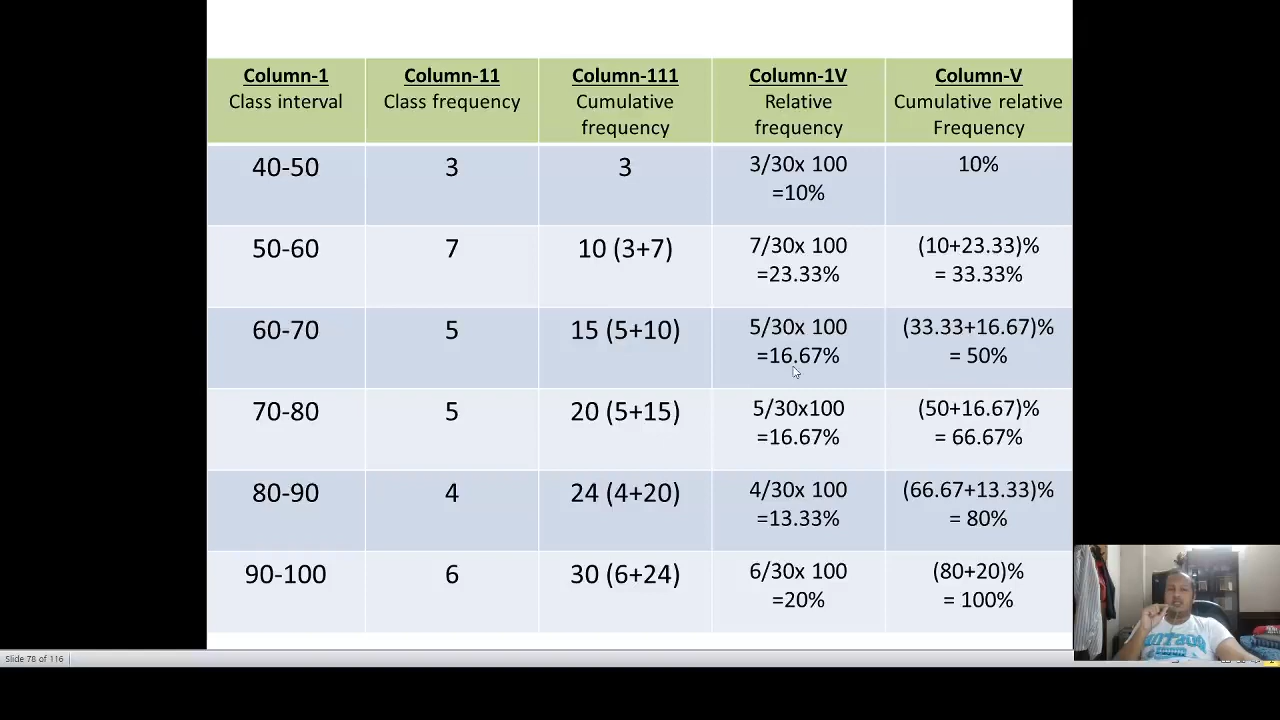 Column-1
Class interval
Column-11
Class frequency
Column-111
Cumulative
frequency
Column-1V
Relative
frequency
Column-V
Cumulative relative
Frequency
40-50
3
3
3/30x 100
=10%
10%
50-60
7
10 (3+7)
7/30x 100
=23.33%
(10+23.33)%
= 33.33%
60-70
5
15 (5+10)
5/30x 100
=16.67%
(33.33+16.67)%
= 50%
70-80
5
20 (5+15)
5/30x100
=16.67%
(50+16.67)%
= 66.67%
80-90
4
24 (4+20)
4/30x 100
=13.33%
(66.67+13.33)%
= 80%
90-100
6
30 (6+24)
6/30x 100
=20%
(80+20)%
= 100%
Slide 78 of 116